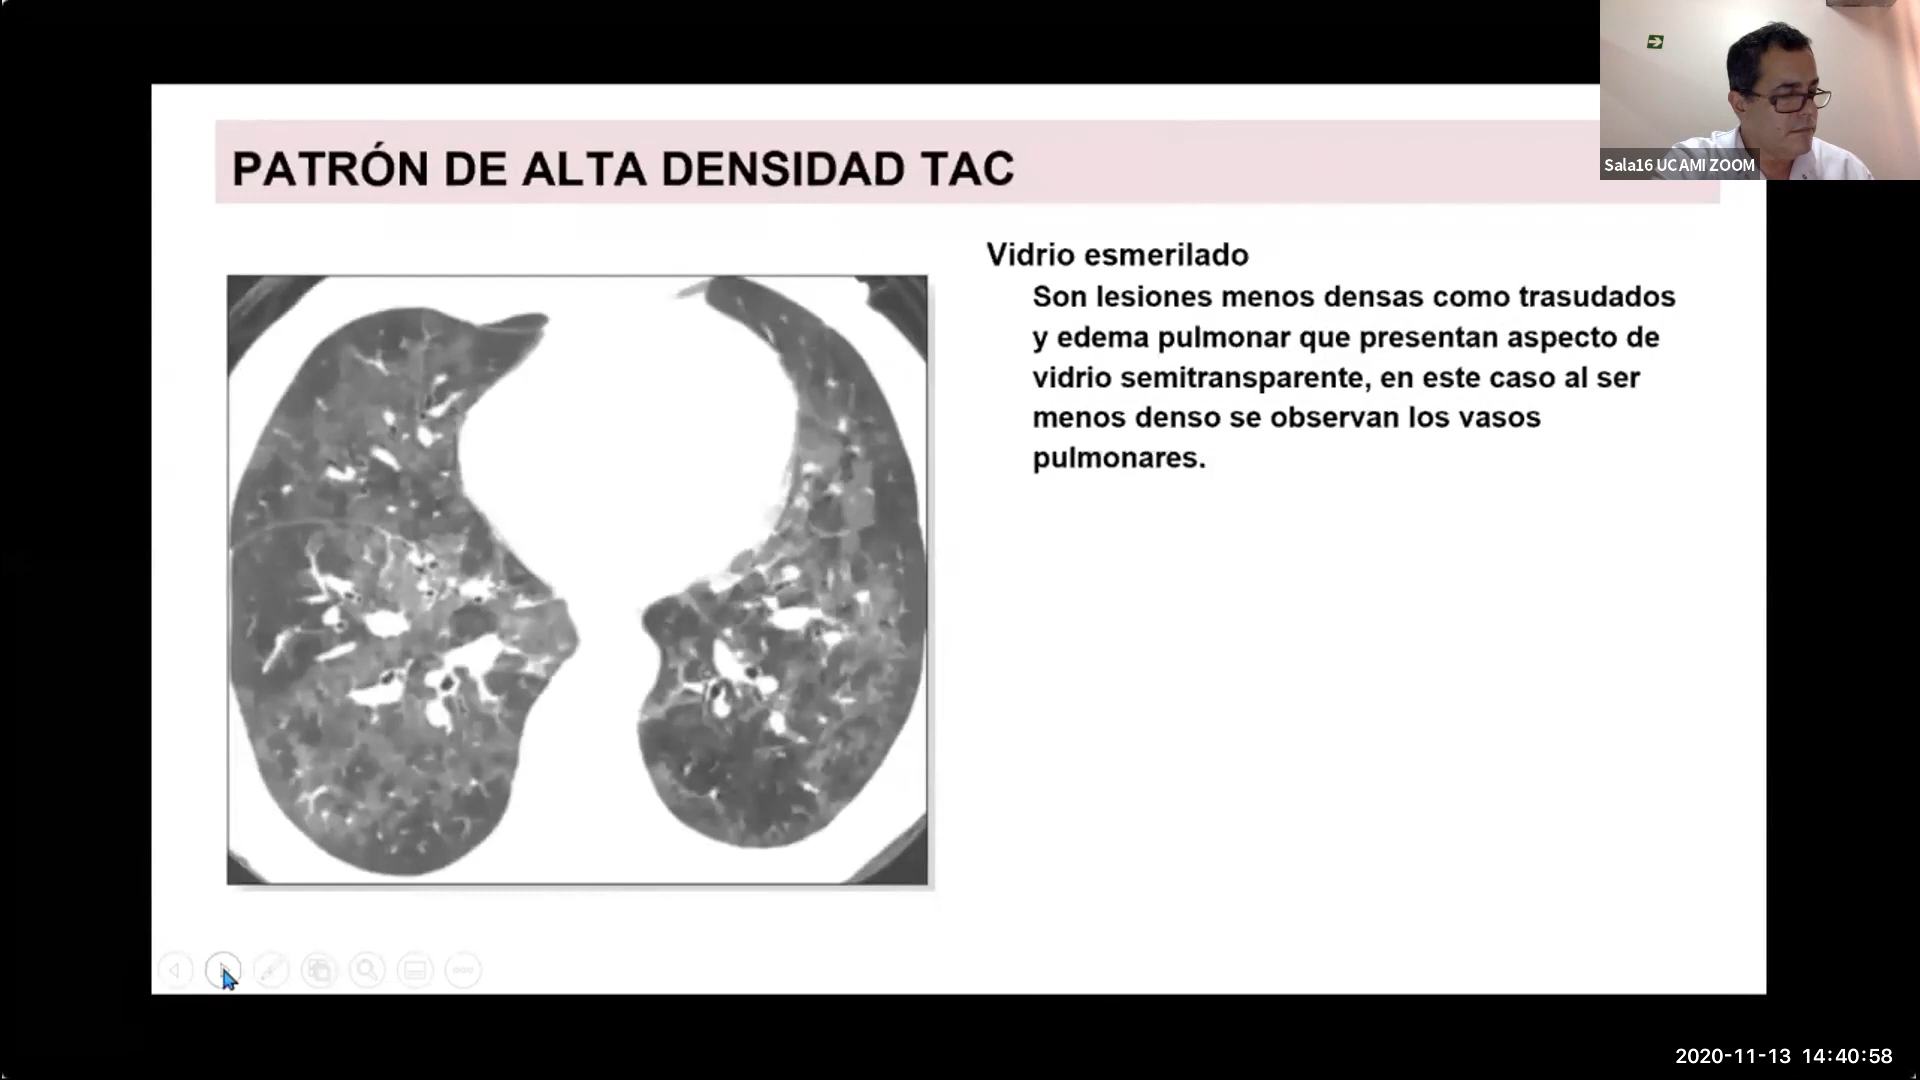 PATRÓN DE ALTA DENSIDAD TAC
Sala16 UCAMI ZOOM
Vidrio esmerilado
Son lesiones menos densas como trasudados
y edema pulmonar que presentan aspecto de
vidrio semitransparente, en este caso al ser
menos denso se observan los vasos
pulmonares.
2020-11-13 14:40:58